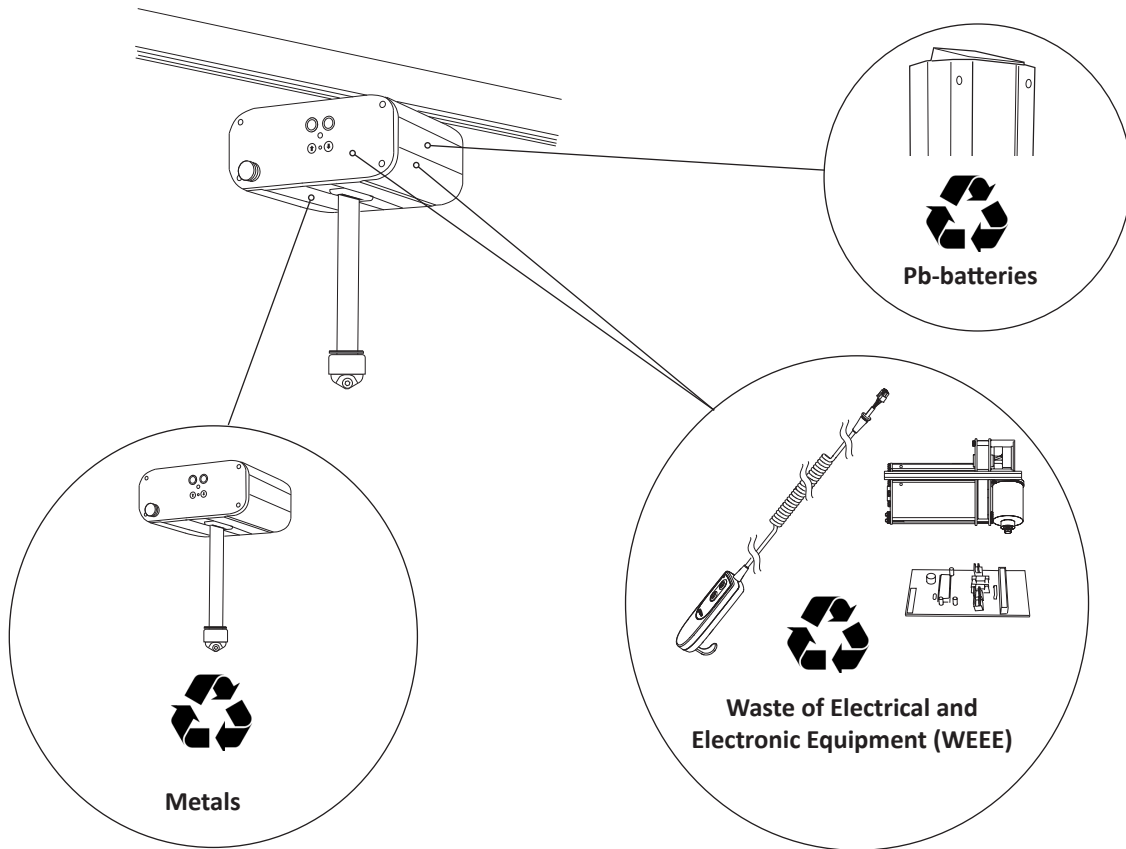 Pb-batteries
Waste of Electrical and
Electronic Equipment (WEEE)
Metals